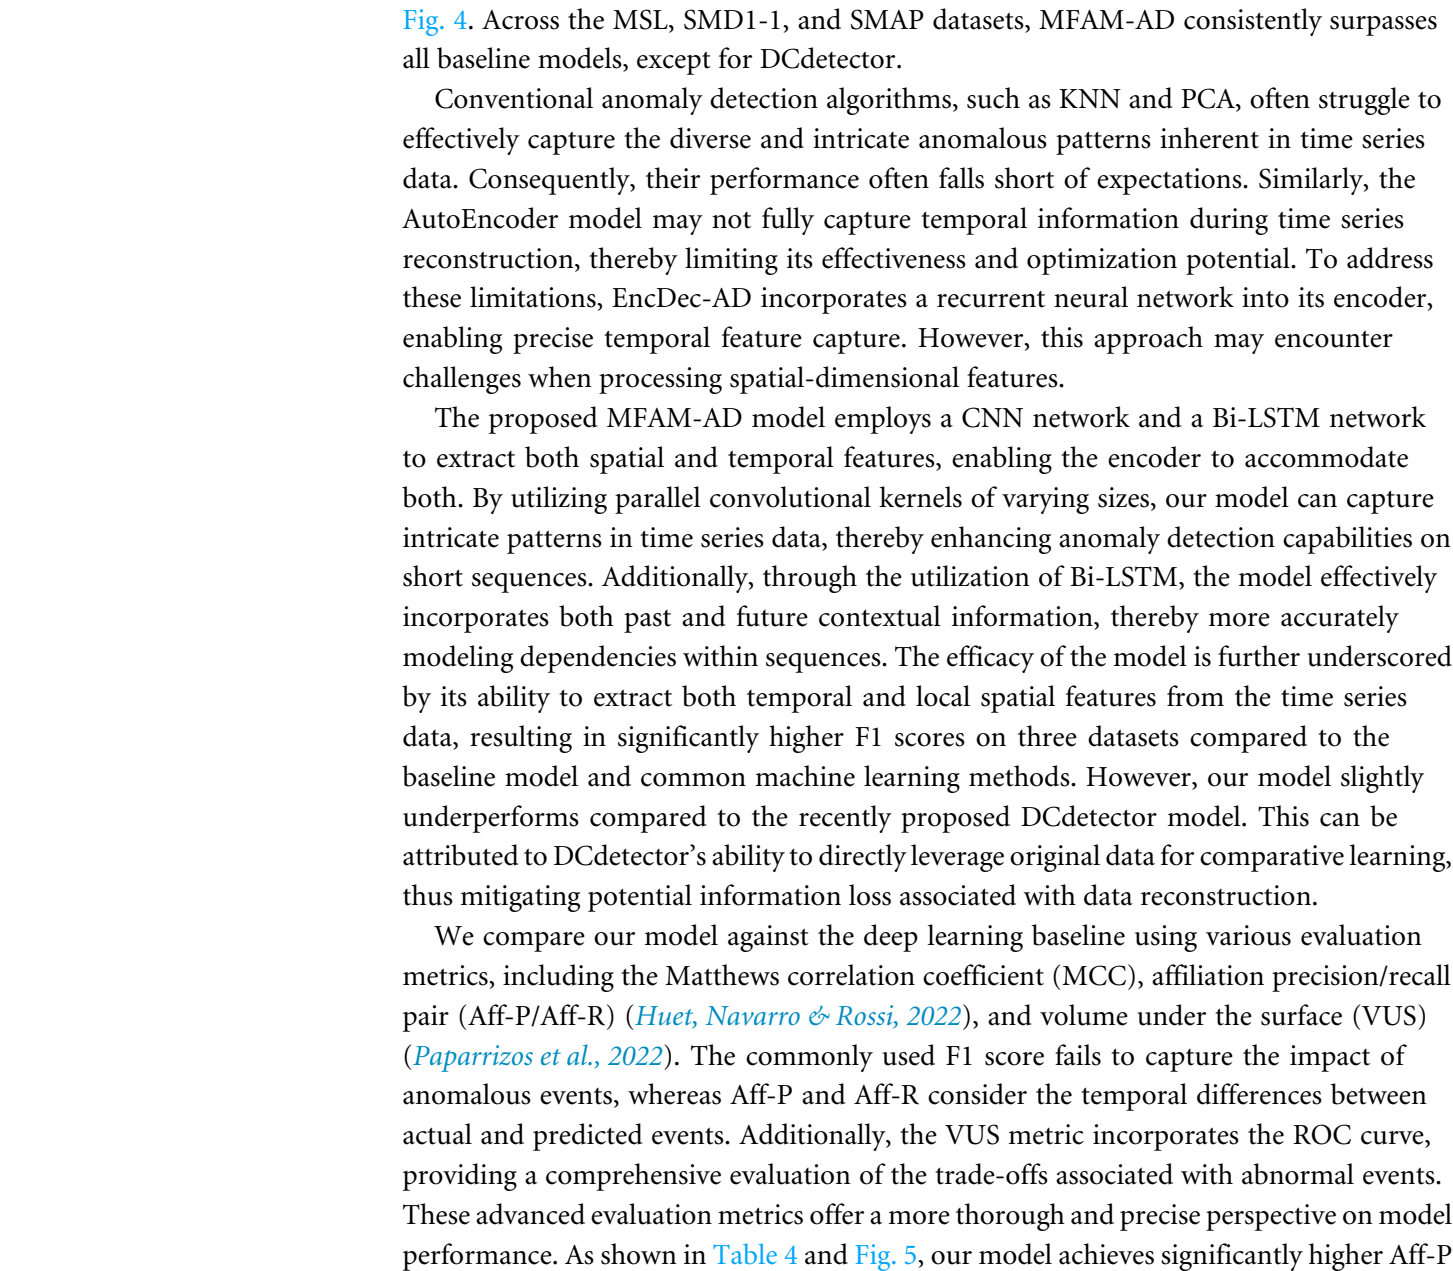 Fig. 4. Across the MSL, SMD1-1, and SMAP datasets, MFAM-AD consistently surpasses
all baseline models, except for DCdetector.
Conventional anomaly detection algorithms, such as KNN and PCA, often struggle to
effectively capture the diverse and intricate anomalous patterns inherent in time series
data. Consequently, their performance often falls short of expectations. Similarly, the
AutoEncoder model may not fully capture temporal information during time series
reconstruction, thereby limiting its effectiveness and optimization potential. To address
these limitations, EncDec-AD incorporates a recurrent neural network into its encoder,
enabling precise temporal feature capture. However, this approach may encounter
challenges when processing spatial-dimensional features.
The proposed MFAM-AD model employs a CNN network and a Bi-LSTM network
to extract both spatial and temporal features, enabling the encoder to accommodate
both. By utilizing parallel convolutional kernels of varying sizes, our model can capture
intricate patterns in time series data, thereby enhancing anomaly detection capabilities on
short sequences. Additionally, through the utilization of Bi-LSTM, the model effectively
incorporates both past and future contextual information, thereby more accurately
modeling dependencies within sequences. The efficacy of the model is further underscored
by its ability to extract both temporal and local spatial features from the time series
data, resulting in significantly higher F1 scores on three datasets compared to the
baseline model and common machine learning methods. However, our model slightly
underperforms compared to the recently proposed DCdetector model. This can be
attributed to DCdetector’s ability to directly leverage original data for comparative learning,
thus mitigating potential information loss associated with data reconstruction.
We compare our model against the deep learning baseline using various evaluation
metrics, including the Matthews correlation coefficient (MCC), affiliation precision/recall
pair (Aff-P/Aff-R) (Huet, Navarro & Rossi, 2022), and volume under the surface (VUS)
(Paparrizos et al., 2022). The commonly used F1 score fails to capture the impact of
anomalous events, whereas Aff-P and Aff-R consider the temporal differences between
actual and predicted events. Additionally, the VUS metric incorporates the ROC curve,
providing a comprehensive evaluation of the trade-offs associated with abnormal events.
These advanced evaluation metrics offer a more thorough and precise perspective on model
performance. As shown in Table 4 and Fig. 5, our model achieves significantly higher Aff-P